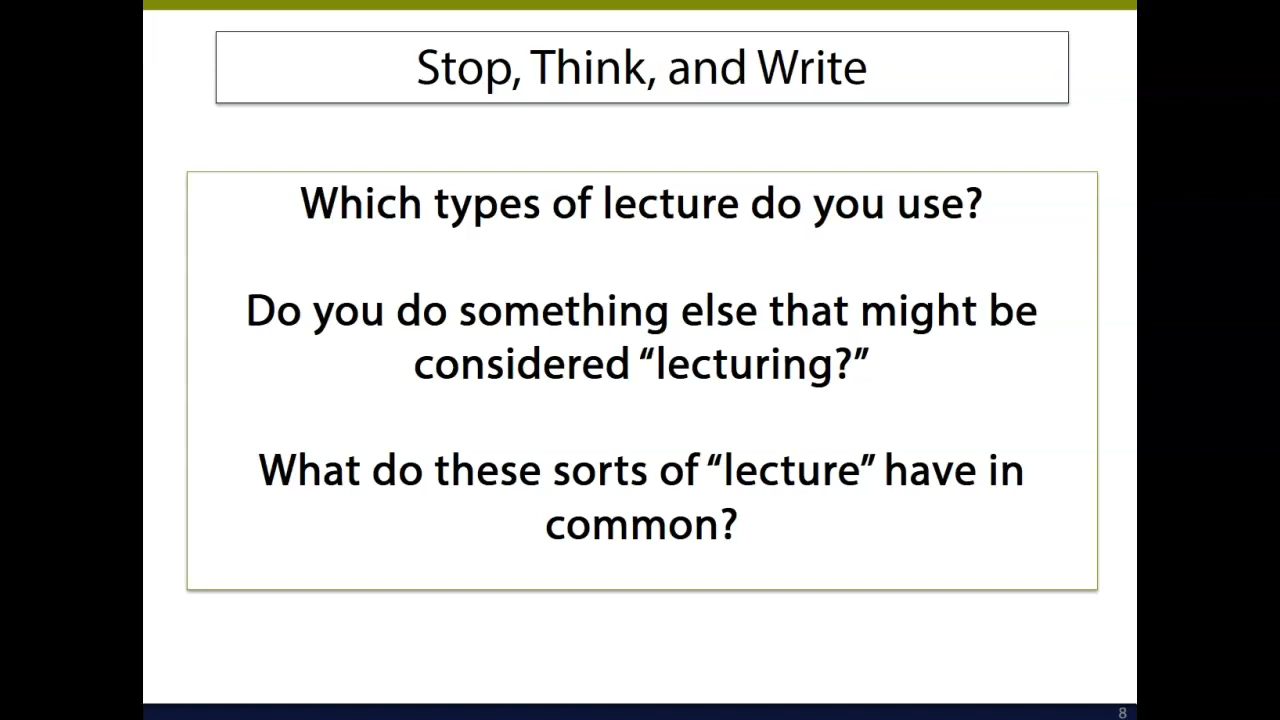 Stop, Think, and Write
Which types of lecture do you use?
Do you do something else that might be
considered “lecturing?”
What do these sorts of “lecture” have in
common?
8